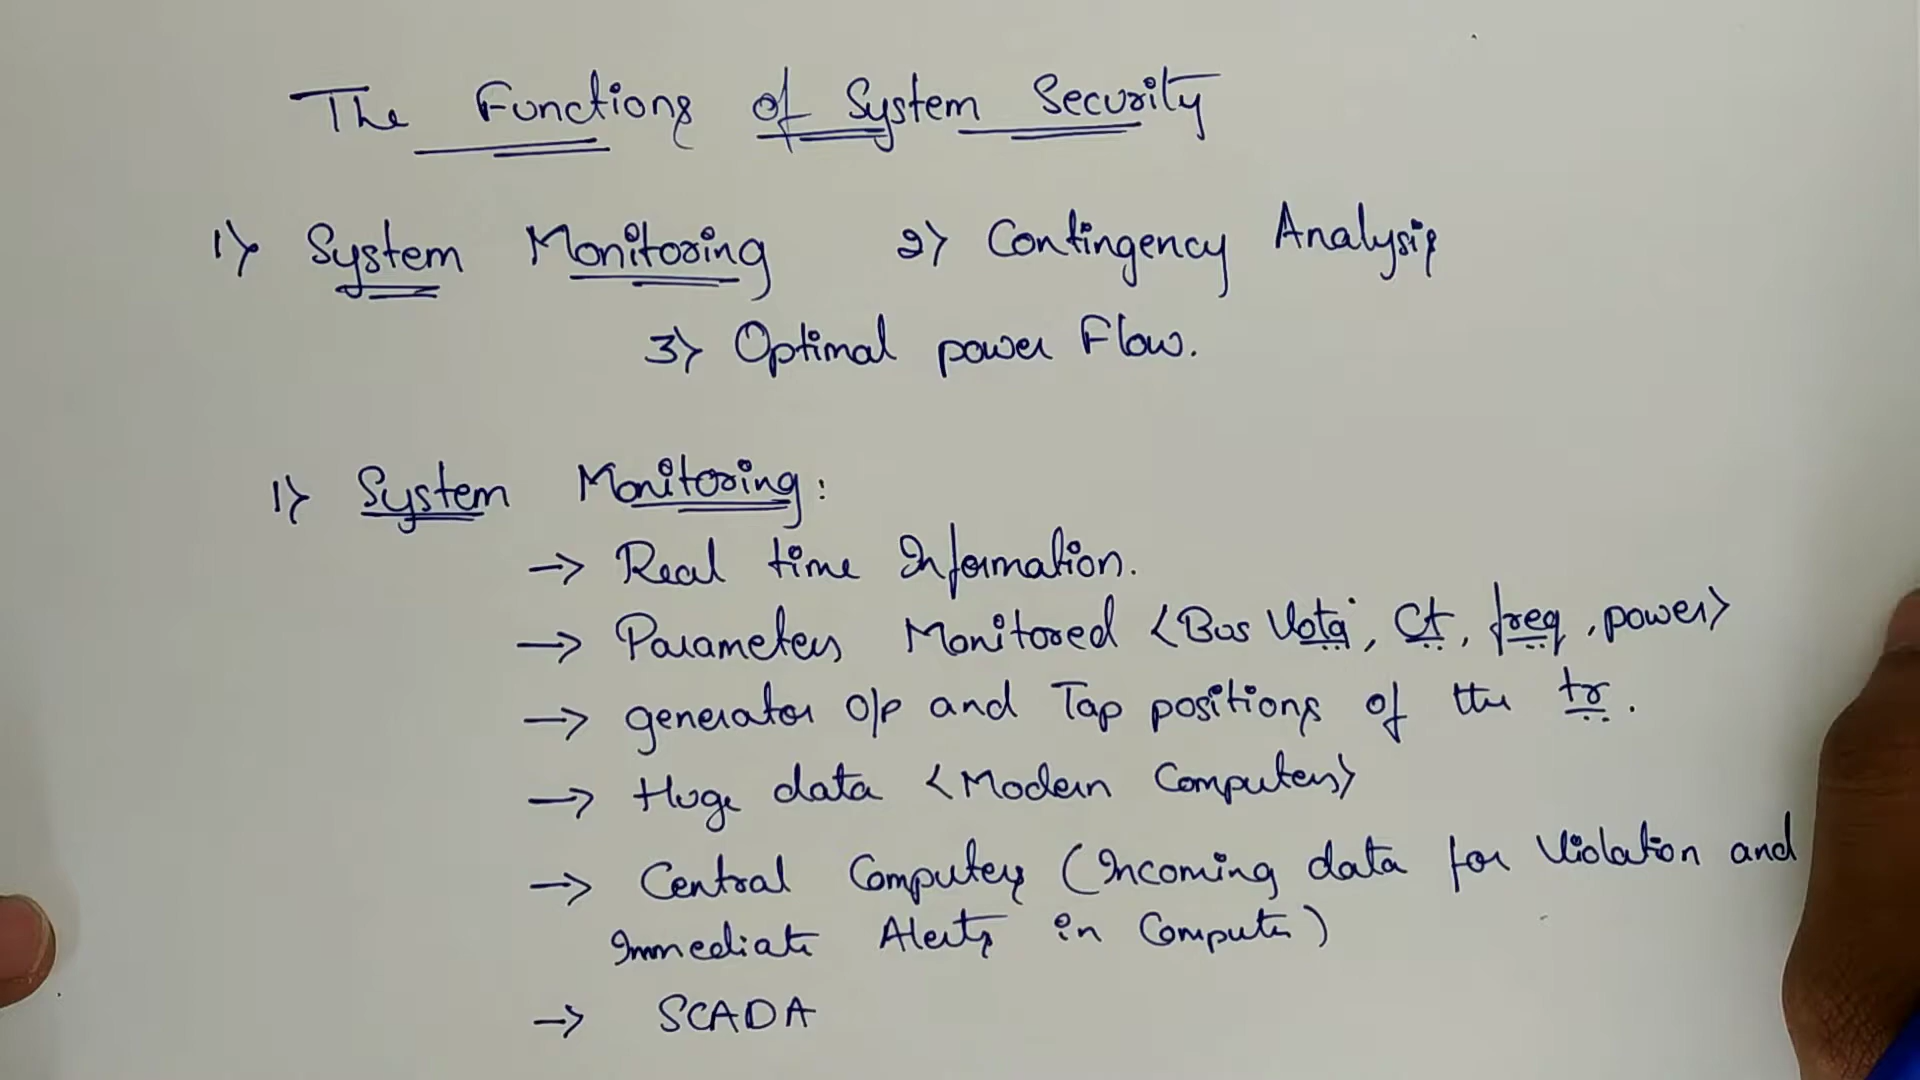 The Functions of System Security
1) System Monitoring 2) Contingency Analysis
3) Optimal power Flow.
1) System Monitoring:
→ Real time Information.
→ Parameters Monitored <Bus Votg, Ct, freq, power>
→ generator o/p and Tap positions of the tr.
→ Huge data <Modern Computers>
→ Central Computers (Incoming data for Violation and
Immediate Alerts in Computer)
→ SCADA